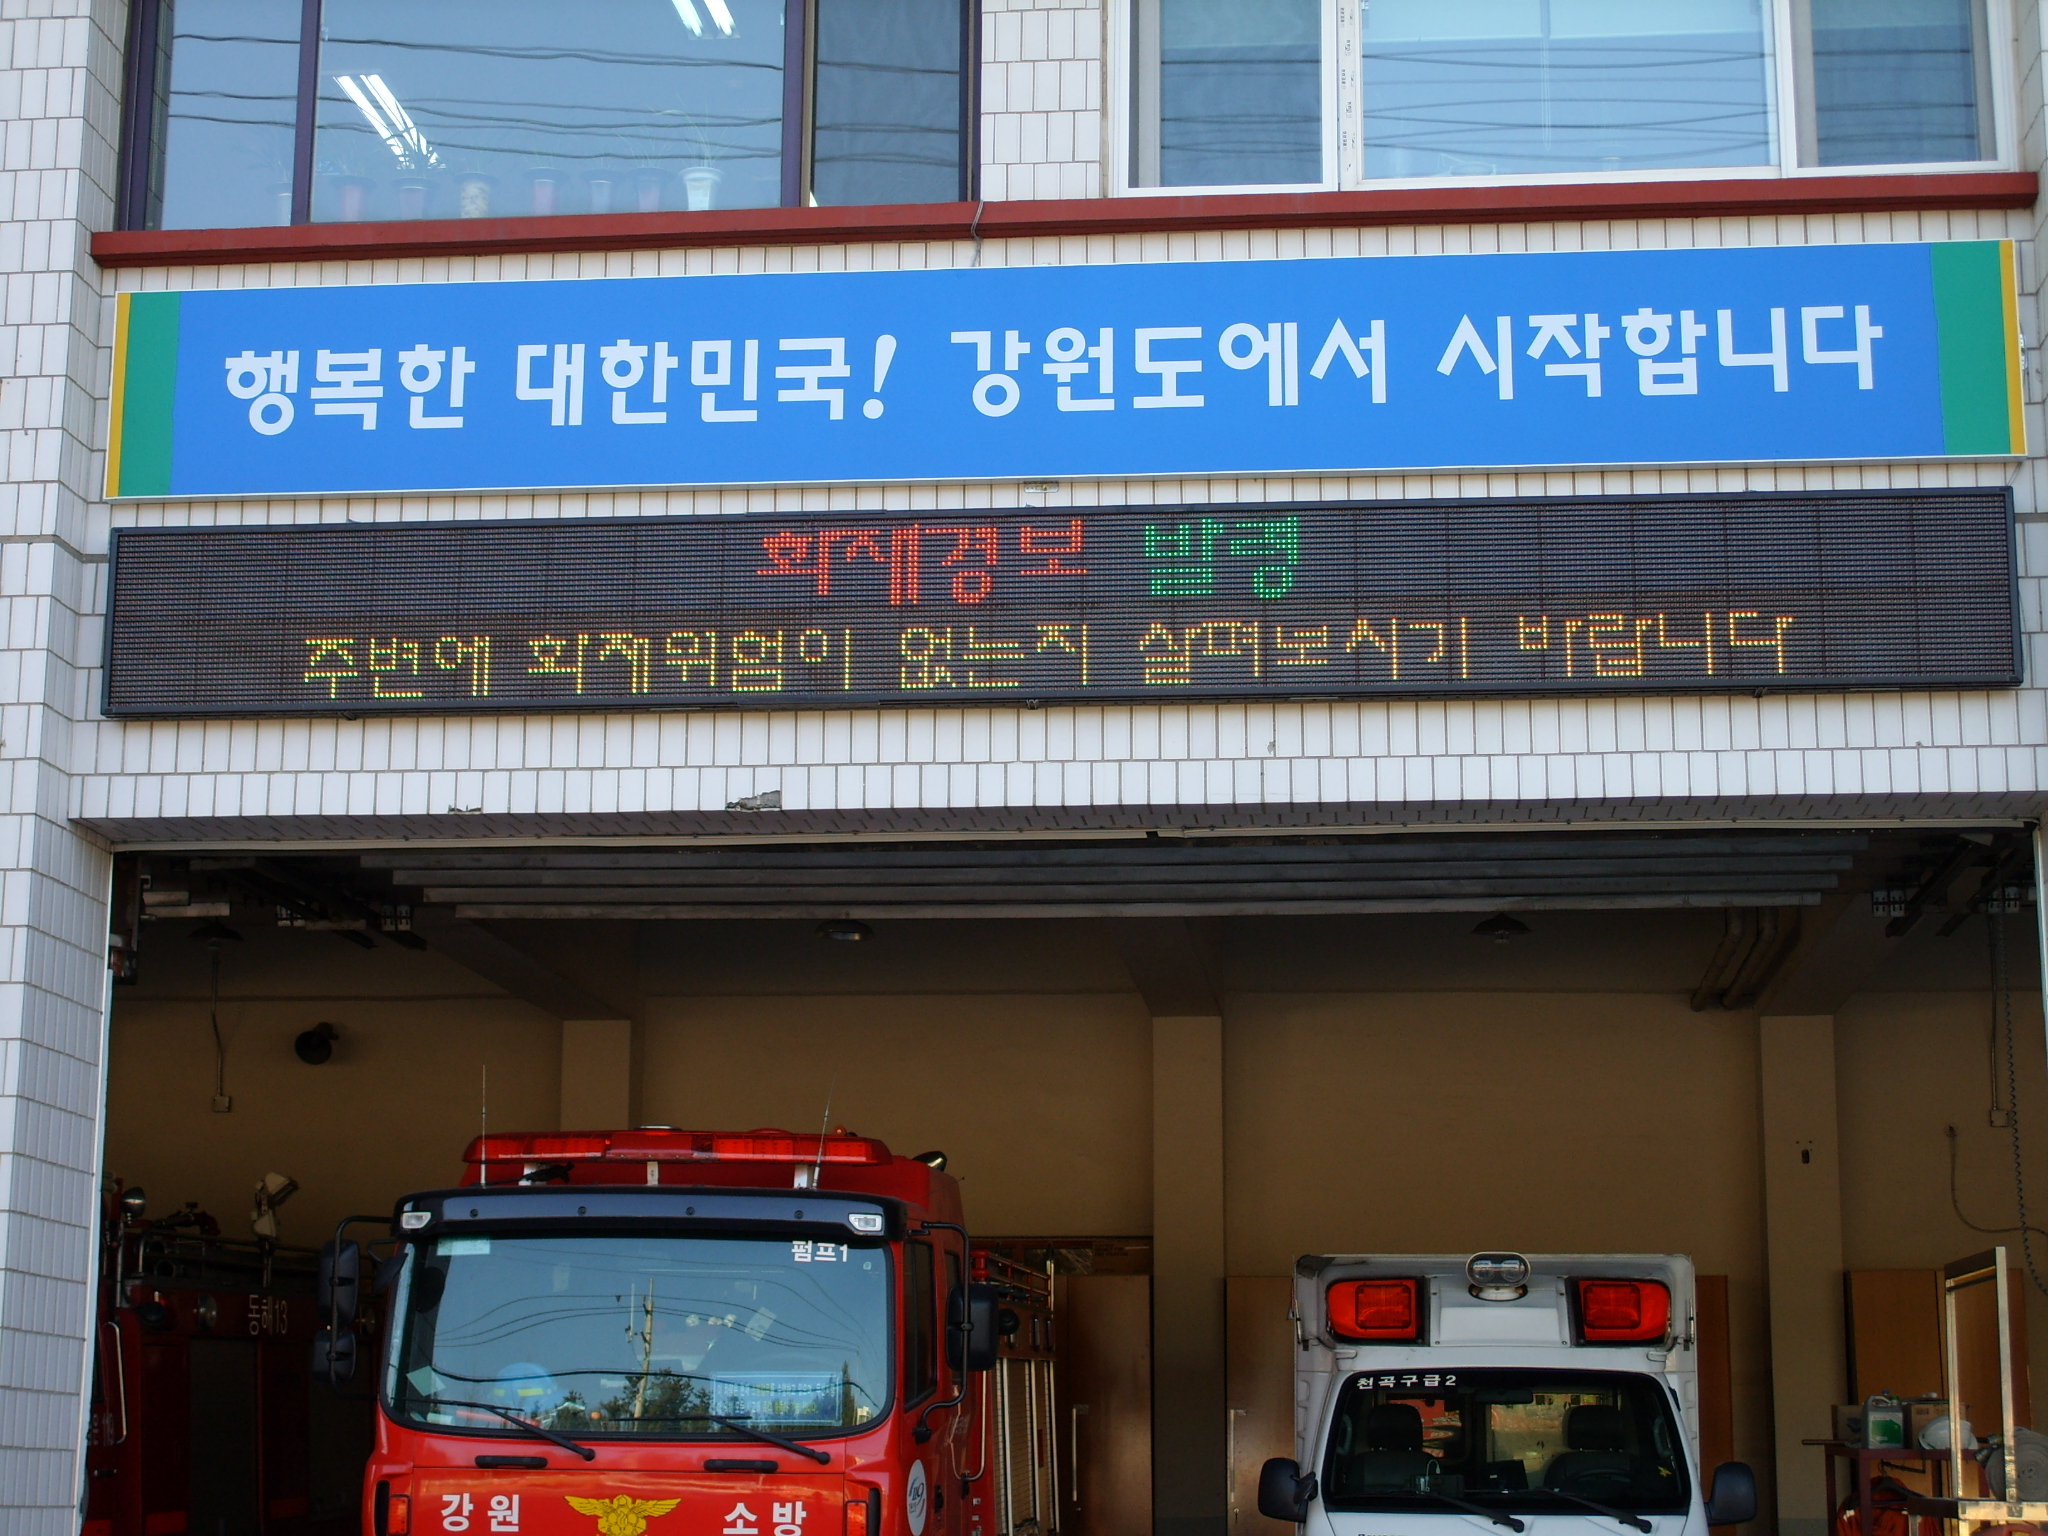 행복한 대한민국! 강원도에서 시작합니다
화재경보 발령
주변에 화재위험이 없는지 살펴보시기 바랍니다
펌프1
동해13
천곡구급2
강원 소방
119